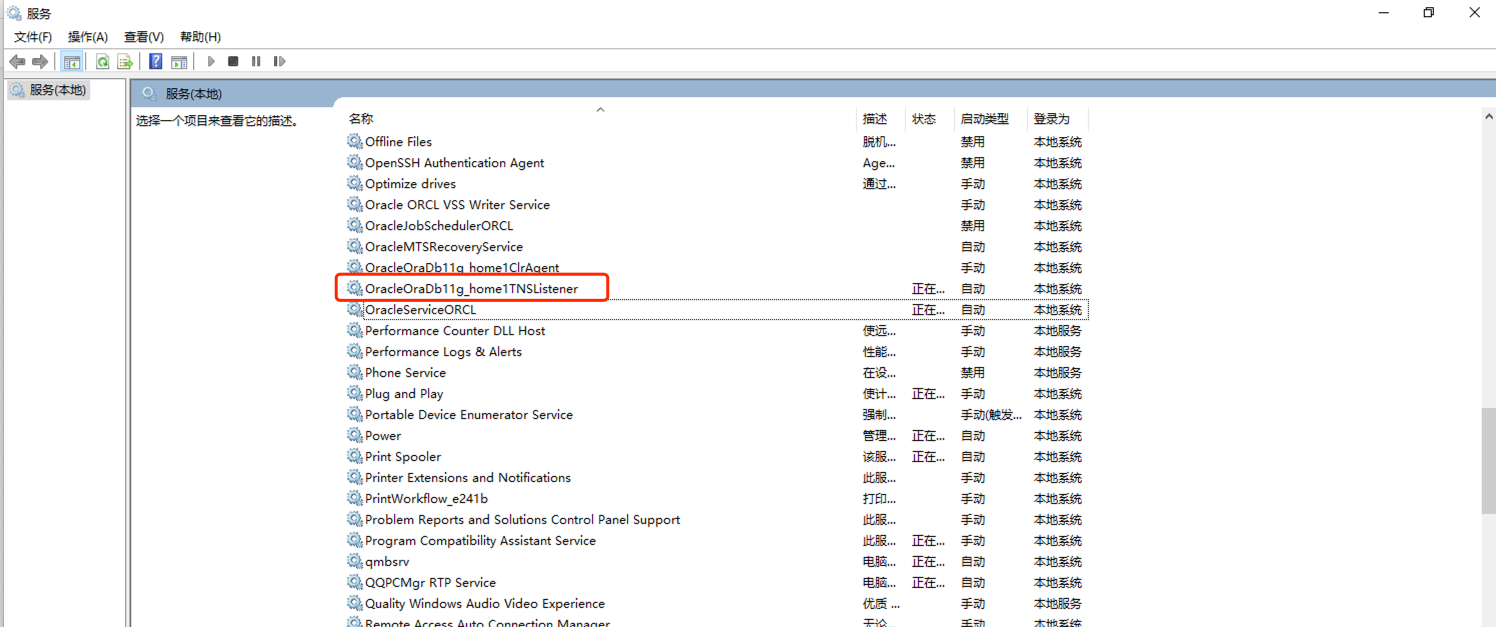 服务
文件(F) 操作(A) 查看(V) 帮助(H)
服务(本地)
服务(本地)
选择一个项目来查看它的描述。
名称 描述 状态 启动类型 登录为
Offline Files 脱机... 禁用 本地系统
OpenSSH Authentication Agent Age... 禁用 本地系统
Optimize drives 通过... 手动 本地系统
Oracle ORCL VSS Writer Service 手动 本地系统
OracleJobSchedulerORCL 禁用 本地系统
OracleMTSRecoveryService 自动 本地系统
OracleOraDb11g_home1ClrAgent 手动 本地系统
OracleOraDb11g_home1TNSListener 正在... 自动 本地系统
OracleServiceORCL 正在... 自动 本地系统
Performance Counter DLL Host 使远... 手动 本地服务
Performance Logs & Alerts 性能... 手动 本地服务
Phone Service 在设... 禁用 本地服务
Plug and Play 使计... 正在... 手动 本地系统
Portable Device Enumerator Service 强制... 手动(触发... 本地系统
Power 管理... 正在... 自动 本地系统
Print Spooler 该服... 正在... 自动 本地系统
Printer Extensions and Notifications 此服... 手动 本地系统
PrintWorkflow_e241b 打印... 手动 本地系统
Problem Reports and Solutions Control Panel Support 此服... 手动 本地系统
Program Compatibility Assistant Service 此服... 正在... 手动 本地系统
qmbsrv 电脑... 正在... 自动 本地系统
QQPCMgr RTP Service 电脑... 正在... 自动 本地系统
Quality Windows Audio Video Experience 优质 ... 手动 本地服务
Remote Access Auto Connection Manager 无论... 手动 本地系统